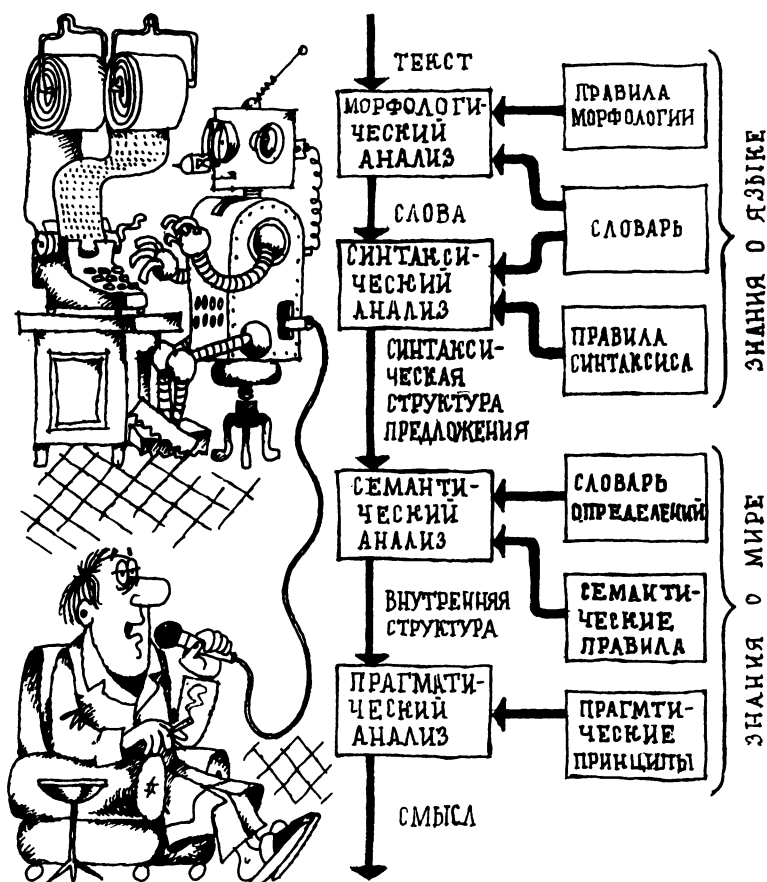 ТЕКСТ
МОРФОЛОГИ-
ЧЕСКИЙ
АНАЛИЗ
ПРАВИЛА
МОРФОЛОГИИ
СЛОВА
СЛОВАРЬ
СИНТАКСИ-
ЧЕСКИЙ
АНАЛИЗ
ПРАВИЛА
СИНТАКСИСА
ЗНАНИЯ О ЯЗЫКЕ
СИНТАКСИ-
ЧЕСКАЯ
СТРУКТУРА
ПРЕДЛОЖЕНИЯ
СЕМАНТИ-
ЧЕСКИЙ
АНАЛИЗ
СЛОВАРЬ
ОПРЕДЕЛЕНИЙ
ВНУТРЕННЯЯ
СТРУКТУРА
СЕМАНТИ-
ЧЕСКИЕ
ПРАВИЛА
ПРАГМАТИ-
ЧЕСКИЙ
АНАЛИЗ
ПРАГМТИ-
ЧЕСКИЕ
ПРИНЦИПЫ
ЗНАНИЯ О МИРЕ
СМЫСЛ